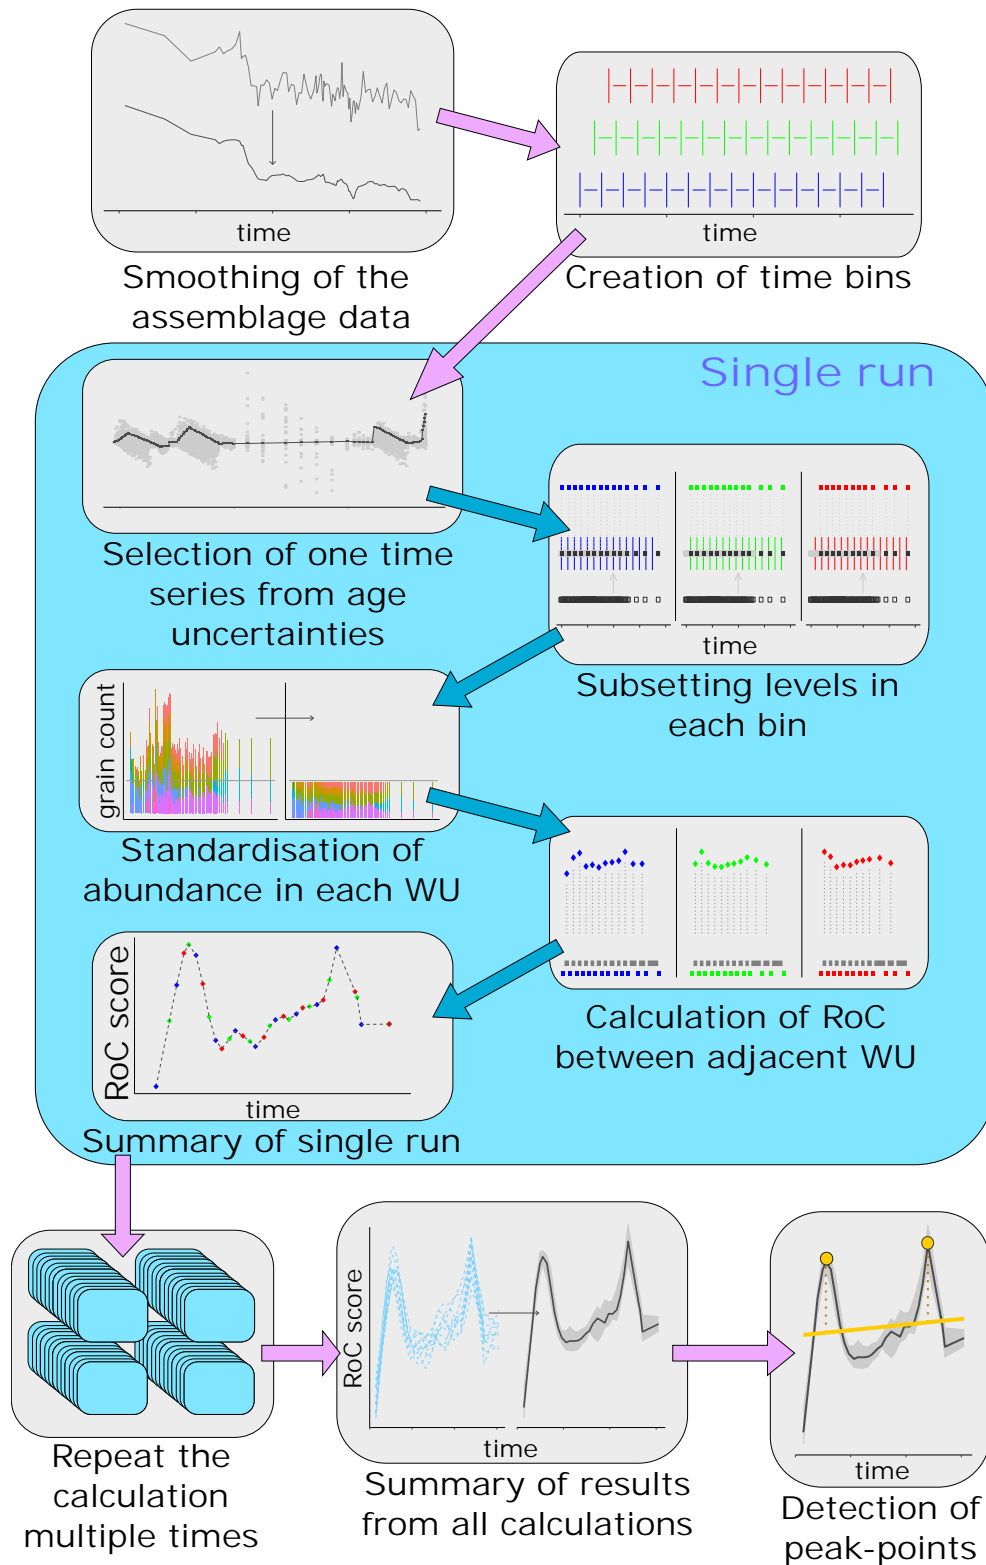 time
Smoothing of the
assemblage data
time
Creation of time bins
Single run
Selection of one time
series from age
uncertainties
time
Subsetting levels in
each bin
grain count
Standardisation of
abundance in each WU
Calculation of RoC
between adjacent WU
RoC score
time
Summary of single run
Repeat the
calculation
multiple times
RoC score
time
Summary of results
from all calculations
time
Detection of
peak-points